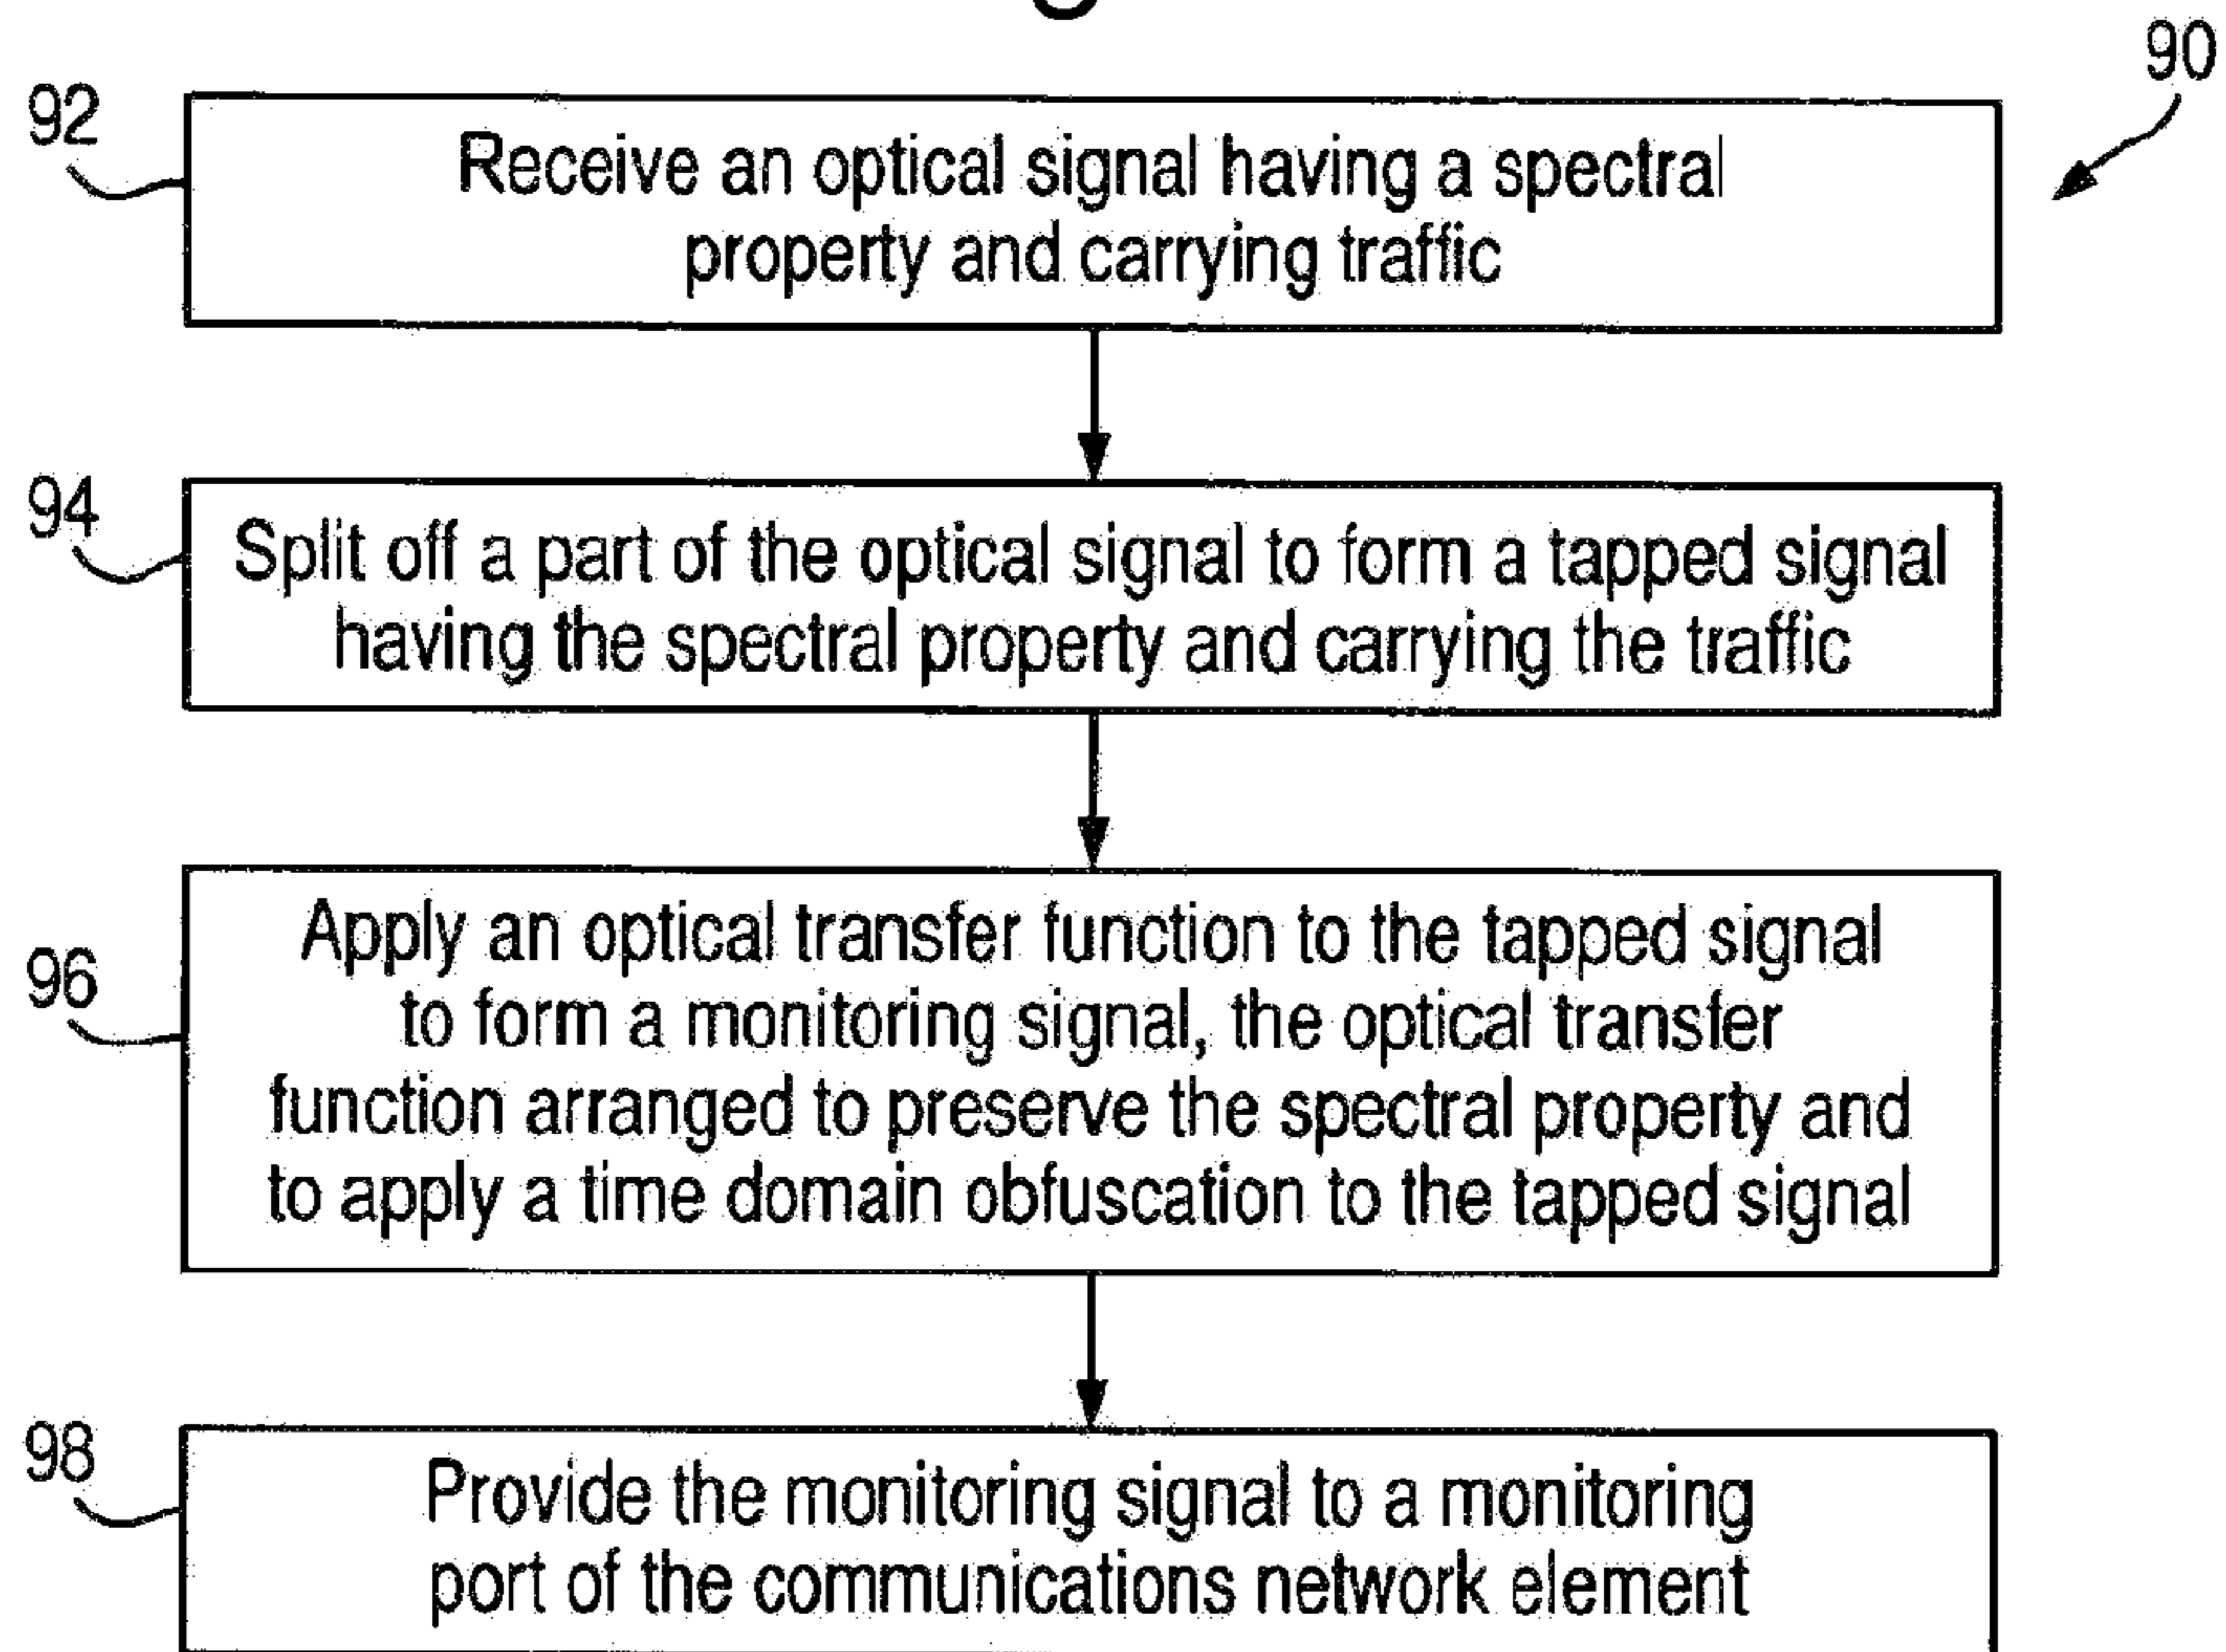 90
92
Receive an optical signal having a spectral
property and carrying traffic
94
Split off a part of the optical signal to form a tapped signal
having the spectral property and carrying the traffic
96
Apply an optical transfer function to the tapped signal
to form a monitoring signal, the optical transfer
function arranged to preserve the spectral property and
to apply a time domain obfuscation to the tapped signal
98
Provide the monitoring signal to a monitoring
port of the communications network element